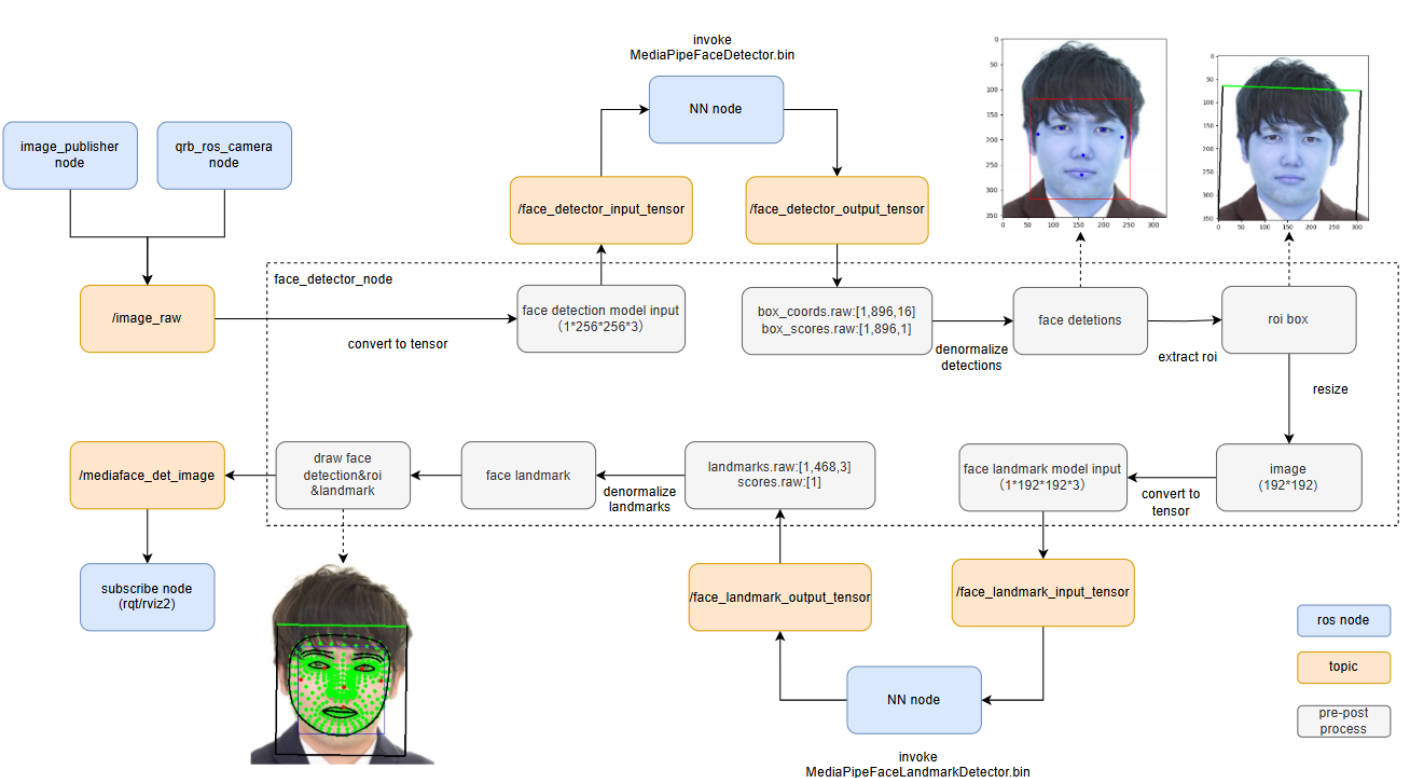 invoke
MediaPipeFaceDetector.bin
NN node
image_publisher
node
qrb_ros_camera
node
/face_detector_input_tensor
/face_detector_output_tensor
0
50
100
150
200
250
300
350
0
50
100
150
200
250
300
0
50
100
150
200
250
300
350
0
50
100
150
200
250
300
face_detector_node
/image_raw
convert to tensor
face detection model input
(1*256*256*3)
box_coords.raw:[1,896,16]
box_scores.raw:[1,896,1]
denormalize
detections
face detetions
extract roi
roi box
resize
/mediaface_det_image
draw face
detection&roi
&landmark
face landmark
denormalize
landmarks
landmarks.raw:[1,468,3]
scores.raw:[1]
face landmark model input
(1*192*192*3)
convert to
tensor
image
(192*192)
subscribe node
(rqt/rviz2)
/face_landmark_output_tensor
/face_landmark_input_tensor
NN node
invoke
MediaPipeFaceLandmarkDetector.bin
ros node
topic
pre-post
process